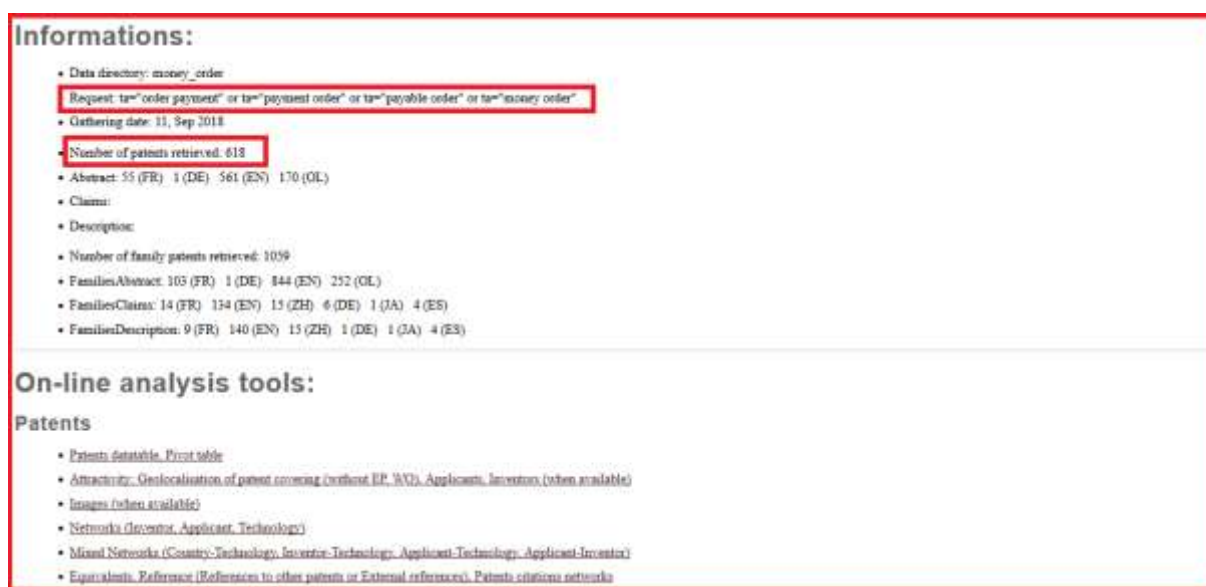 Informations:
• Data directory: money_order
Request: ta="order payment" or ta="payment order" or ta="payable order" or ta="money order"
• Gathering date: 11, Sep 2018
• Number of patents retrieved: 618
• Abstract: 55 (FR) 1 (DE) 561 (EN) 170 (OL)
• Claims:
• Description:
• Number of family patents retrieved: 1059
• FamiliesAbstract: 103 (FR) 1 (DE) 844 (EN) 252 (OL)
• FamiliesClaims: 14 (FR) 134 (EN) 15 (ZH) 6 (DE) 1 (JA) 4 (ES)
• FamiliesDescription: 9 (FR) 140 (EN) 15 (ZH) 1 (DE) 1 (JA) 4 (ES)
On-line analysis tools:
Patents
• Patents datatable, Pivot table
• Attractivity: Geolocalisation of patent covering (without EP, WO), Applicants, Inventors (when available)
• Images (when available)
• Networks (Inventor, Applicant, Technology)
• Mixed Networks (Country-Technology, Inventor-Technology, Applicant-Technology, Applicant-Inventor)
• Equivalents, Reference (References to other patents or External references), Patents citations networks